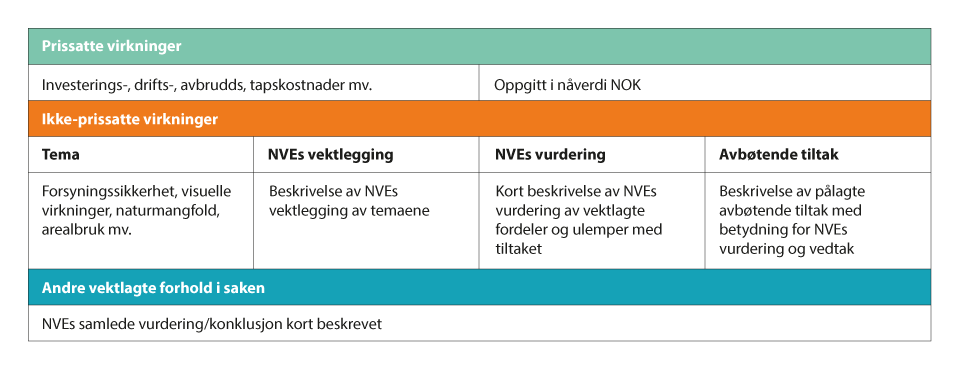 Prissatte virkninger
Investerings-, drifts-, avbrudds, tapskostnader mv.
Oppgitt i nåverdi NOK
Ikke-prissatte virkninger
Tema
NVEs vektlegging
NVEs vurdering
Avbøtende tiltak
Forsyningssikkerhet, visuelle
virkninger, naturmangfold,
arealbruk mv.
Beskrivelse av NVEs
vektlegging av temaene
Kort beskrivelse av NVEs
vurdering av vektlagte
fordeler og ulemper med
tiltaket
Beskrivelse av pålagte
avbøtende tiltak med
betydning for NVEs
vurdering og vedtak
Andre vektlagte forhold i saken
NVEs samlede vurdering/konklusjon kort beskrevet